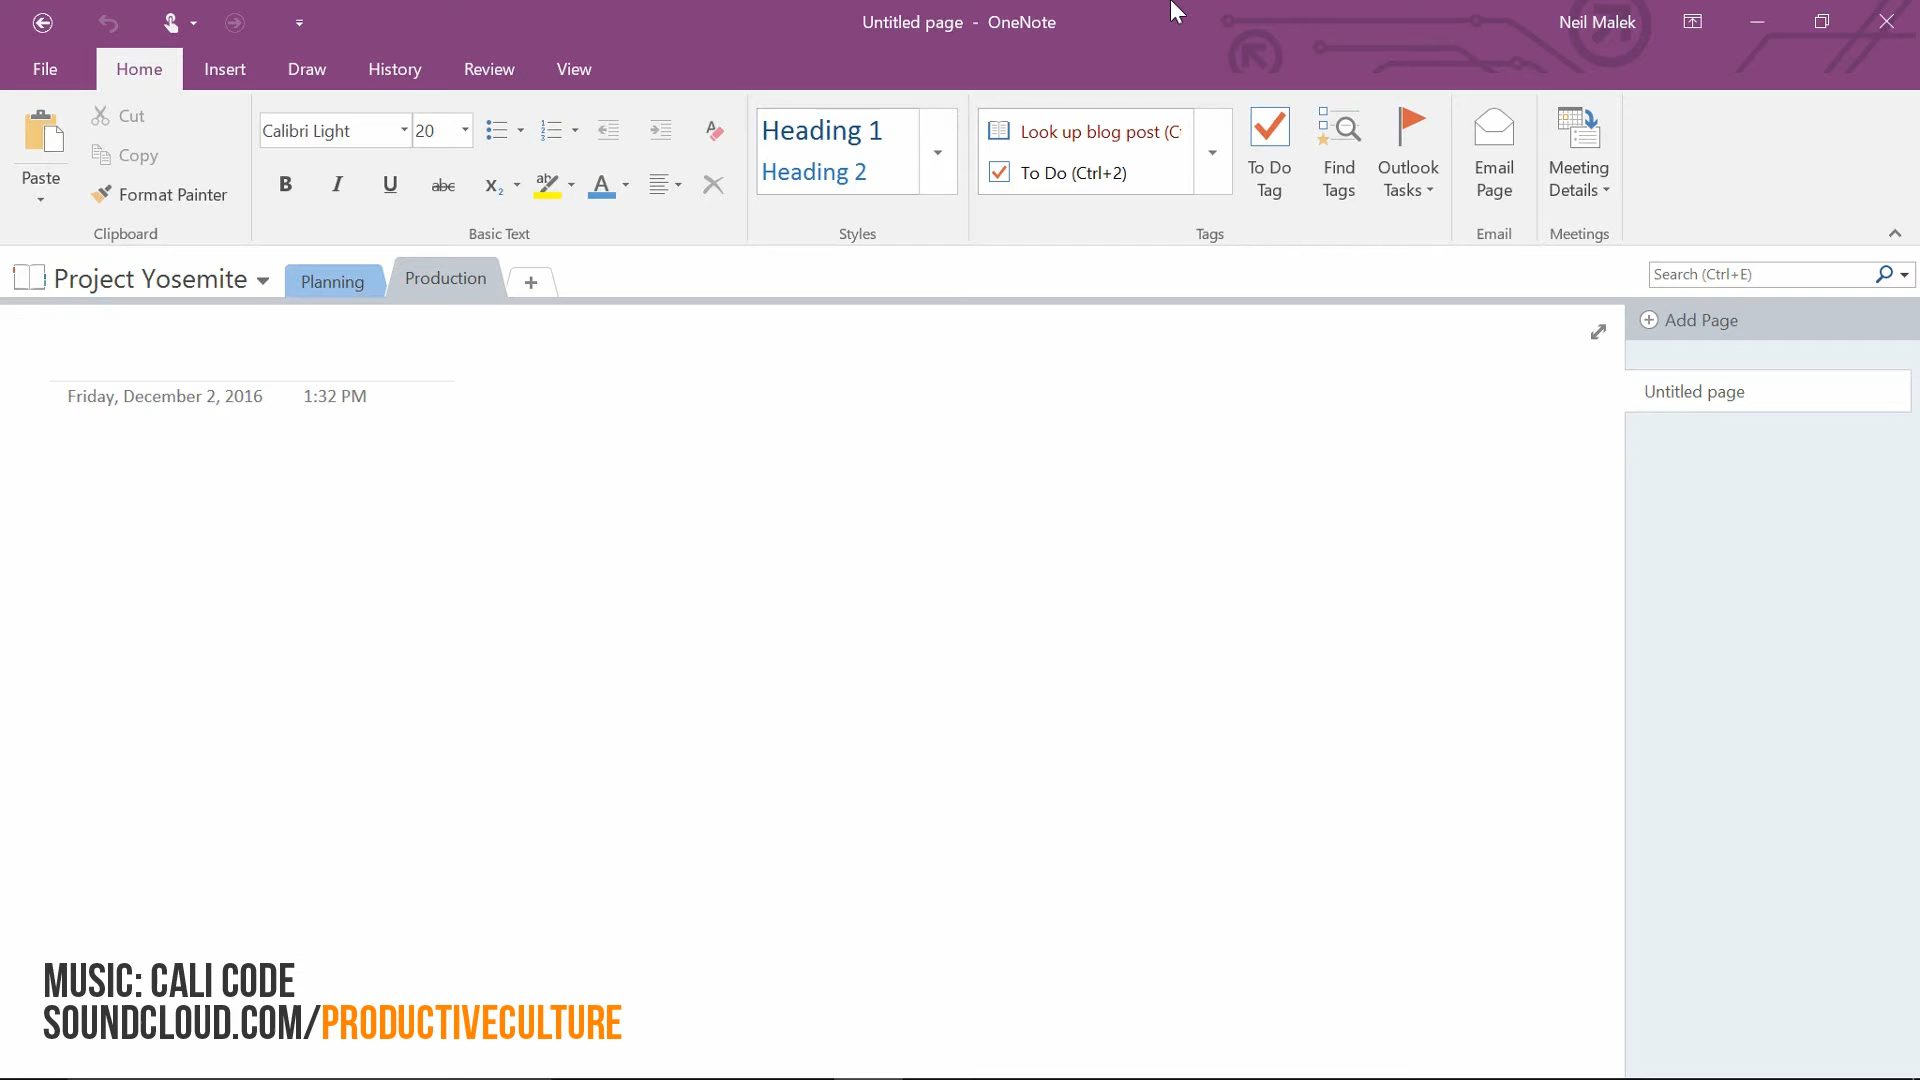 Untitled page - OneNote
Neil Malek
File Home Insert Draw History Review View
Paste
Cut
Copy
Format Painter
Clipboard
Calibri Light 20
B I U abc X₂ ab A
Basic Text
Heading 1
Heading 2
Styles
Look up blog post (C
To Do (Ctrl+2)
To Do Tag
Find Tags
Outlook Tasks
Tags
Email Page
Email
Meeting Details
Meetings
Project Yosemite
Planning
Production
+
Search (Ctrl+E)
Add Page
Untitled page
Friday, December 2, 2016 1:32 PM
MUSIC: CALI CODE
SOUNDCLOUD.COM/PRODUCTIVECULTURE